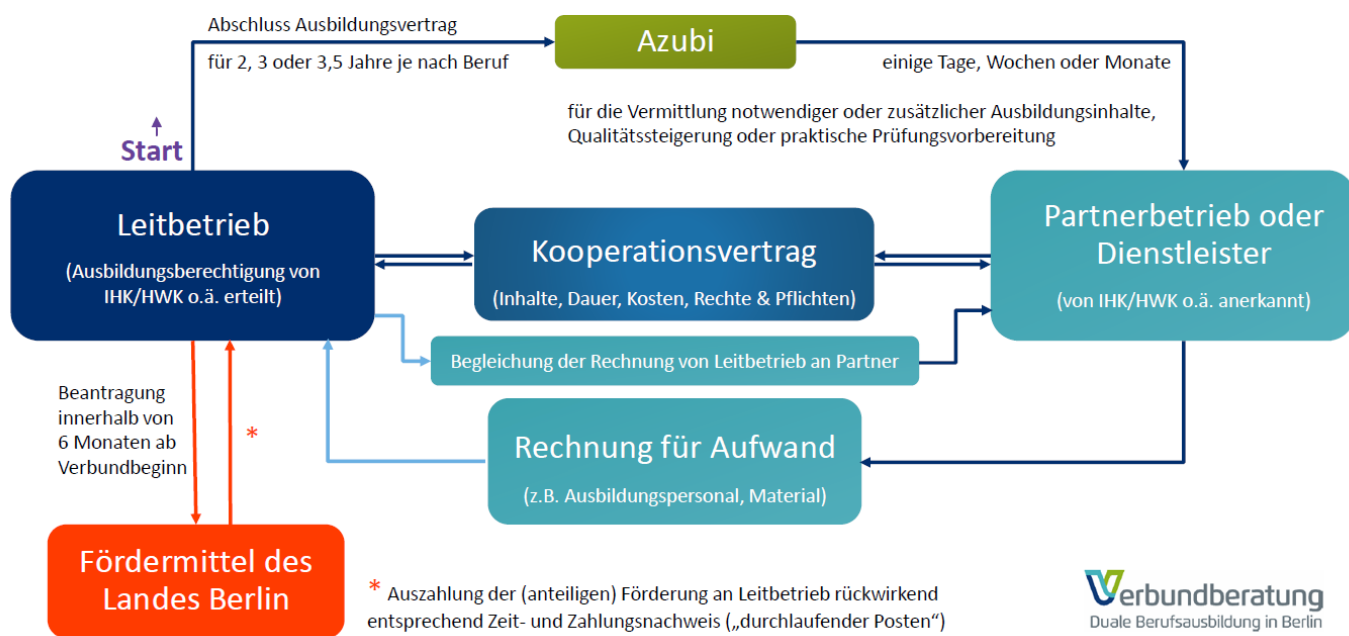 Abschluss Ausbildungsvertrag
für 2, 3 oder 3,5 Jahre je nach Beruf
Azubi
einige Tage, Wochen oder Monate
für die Vermittlung notwendiger oder zusätzlicher Ausbildungsinhalte,
Qualitätssteigerung oder praktische Prüfungsvorbereitung
Start
Leitbetrieb
(Ausbildungsberechtigung von
IHK/HWK o.ä. erteilt)
Kooperationsvertrag
(Inhalte, Dauer, Kosten, Rechte & Pflichten)
Partnerbetrieb oder
Dienstleister
(von IHK/HWK o.ä. anerkannt)
Begleichung der Rechnung von Leitbetrieb an Partner
Beantragung
innerhalb von
6 Monaten ab
Verbundbeginn
*
Rechnung für Aufwand
(z.B. Ausbildungspersonal, Material)
Fördermittel des
Landes Berlin
* Auszahlung der (anteiligen) Förderung an Leitbetrieb rückwirkend
entsprechend Zeit- und Zahlungsnachweis („durchlaufender Posten“)
Verbundberatung
Duale Berufsausbildung in Berlin